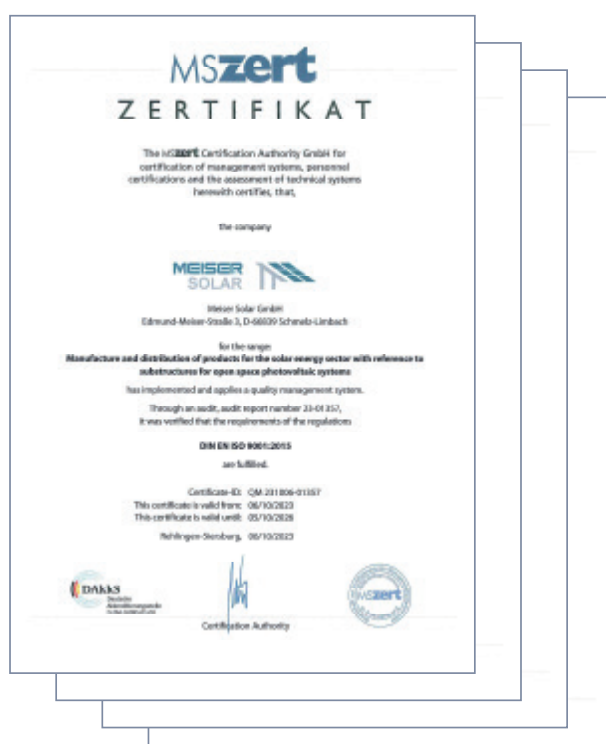 MSzert
ZERTIFIKAT
The MSzert Certification Authority GmbH for
certification of management systems, personnel
certifications and the assessment of technical systems
herewith certifies, that,
the company
MEISER
SOLAR
Meiser Solar GmbH
Edmund-Meiser-Straße 3, D-66839 Schmelz-Limbach
for the range:
Manufacture and distribution of products for the solar energy sector with reference to
substructures for open space photovoltaik systems
has implemented and applies a quality management system.
Through an audit, audit report number 23-01357,
it was verified that the requirements of the regulations
DIN EN ISO 9001:2015
are fulfilled.
Certificate-ID: QM 231006-01357
This certificate is valid from: 06/10/2023
This certificate is valid until: 05/10/2026
Rehlingen-Siersburg, 06/10/2023
DAkkS
Deutsche
Akkreditierungsstelle
MSzert
Certification Authority